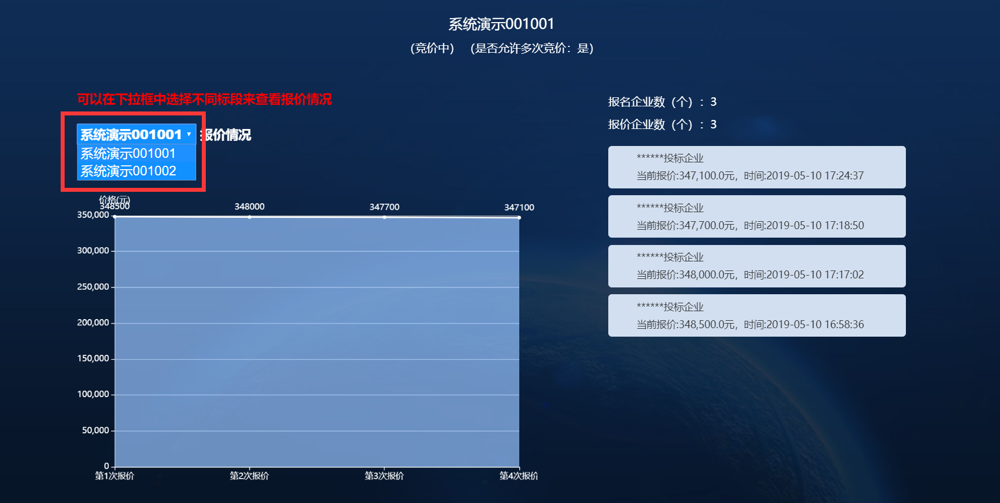 系统演示001001
（竞价中） （是否允许多次竞价：是）
可以在下拉框中选择不同标段来查看报价情况
系统演示001001 报价情况
系统演示001001
系统演示001002
价格(元)
348500 348000 347700 347100
350,000
300,000
250,000
200,000
150,000
100,000
50,000
0
第1次报价 第2次报价 第3次报价 第4次报价
报名企业数（个）：3
报价企业数（个）：3
******投标企业
当前报价:347,100.0元，时间:2019-05-10 17:24:37
******投标企业
当前报价:347,700.0元，时间:2019-05-10 17:18:50
******投标企业
当前报价:348,000.0元，时间:2019-05-10 17:17:02
******投标企业
当前报价:348,500.0元，时间:2019-05-10 16:58:36